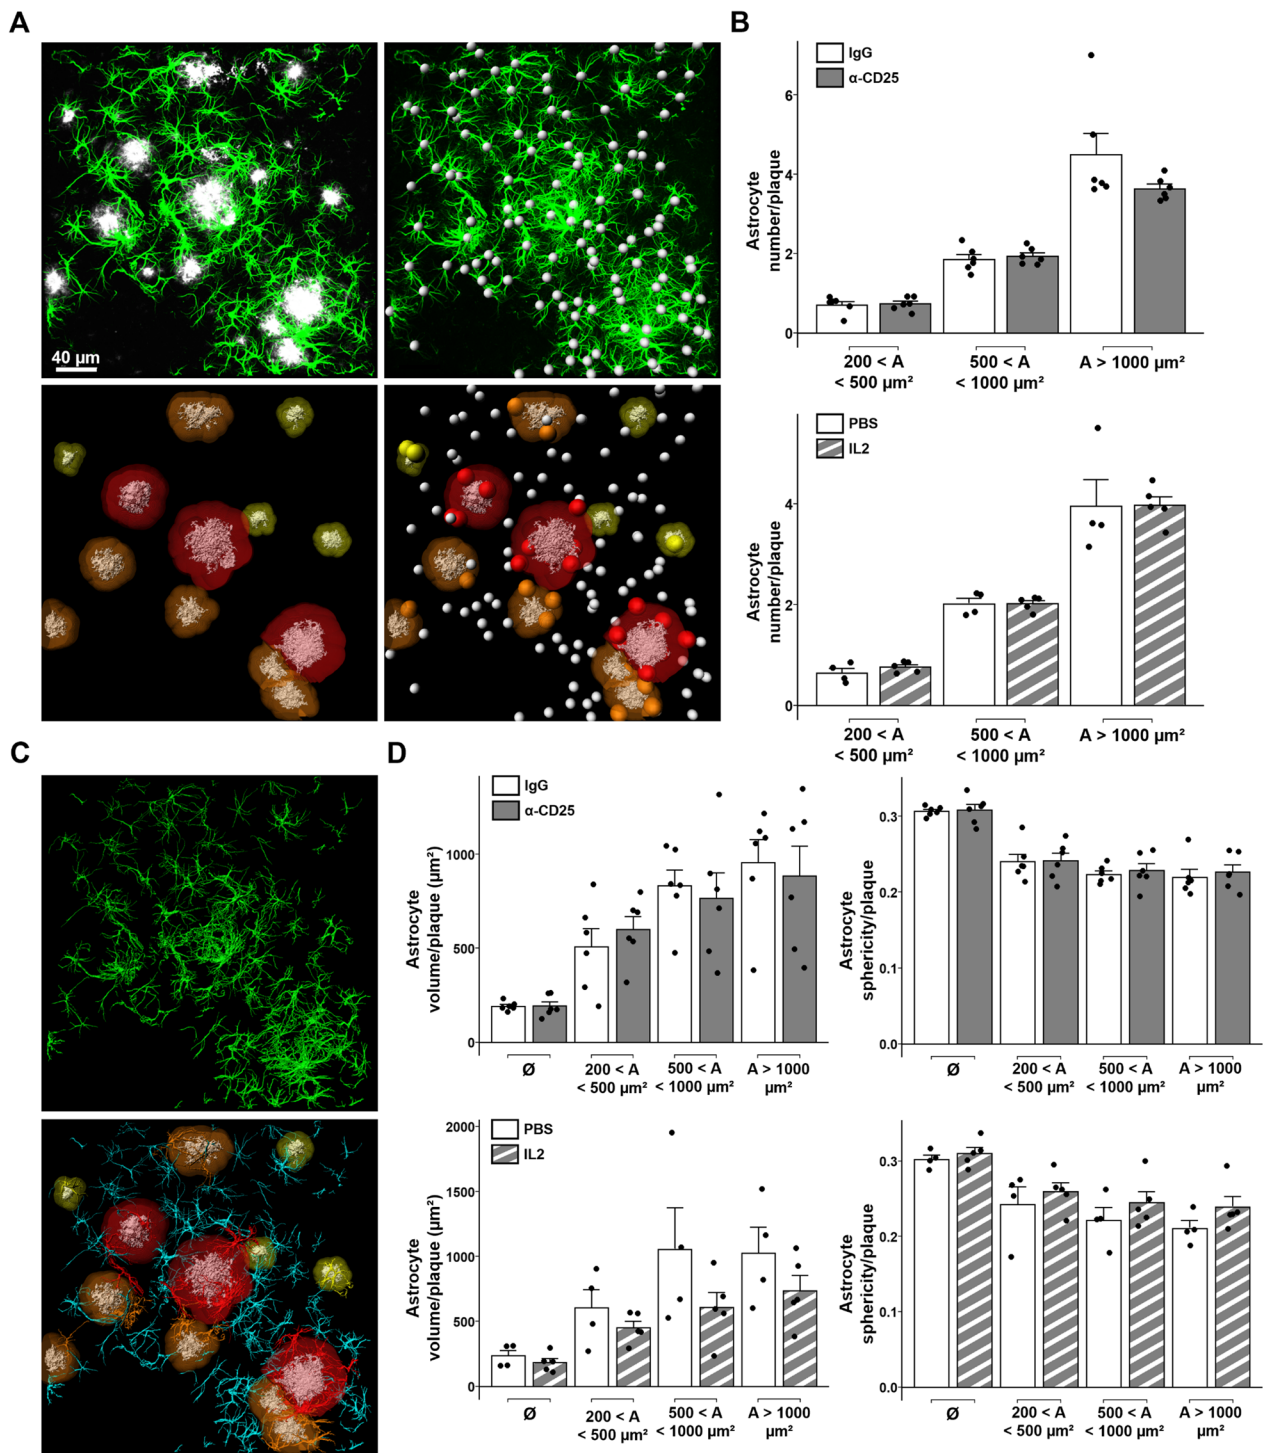 A
40 µm
B
IgG
α-CD25
Astrocyte
number/plaque
6
4
2
0
200 < A
< 500 µm²
500 < A
< 1000 µm²
A > 1000 µm²
PBS
IL2
Astrocyte
number/plaque
4
2
0
200 < A
< 500 µm²
500 < A
< 1000 µm²
A > 1000 µm²
C
D
IgG
α-CD25
Astrocyte
volume/plaque (µm²)
1000
500
0
Ø
200 < A
< 500 µm²
500 < A
< 1000 µm²
A > 1000
µm²
Astrocyte
sphericity/plaque
0.3
0.2
0.1
0.0
Ø
200 < A
< 500 µm²
500 < A
< 1000 µm²
A > 1000
µm²
PBS
IL2
Astrocyte
volume/plaque (µm²)
2000
1500
1000
500
0
Ø
200 < A
< 500 µm²
500 < A
< 1000 µm²
A > 1000
µm²
Astrocyte
sphericity/plaque
0.3
0.2
0.1
0.0
Ø
200 < A
< 500 µm²
500 < A
< 1000 µm²
A > 1000
µm²